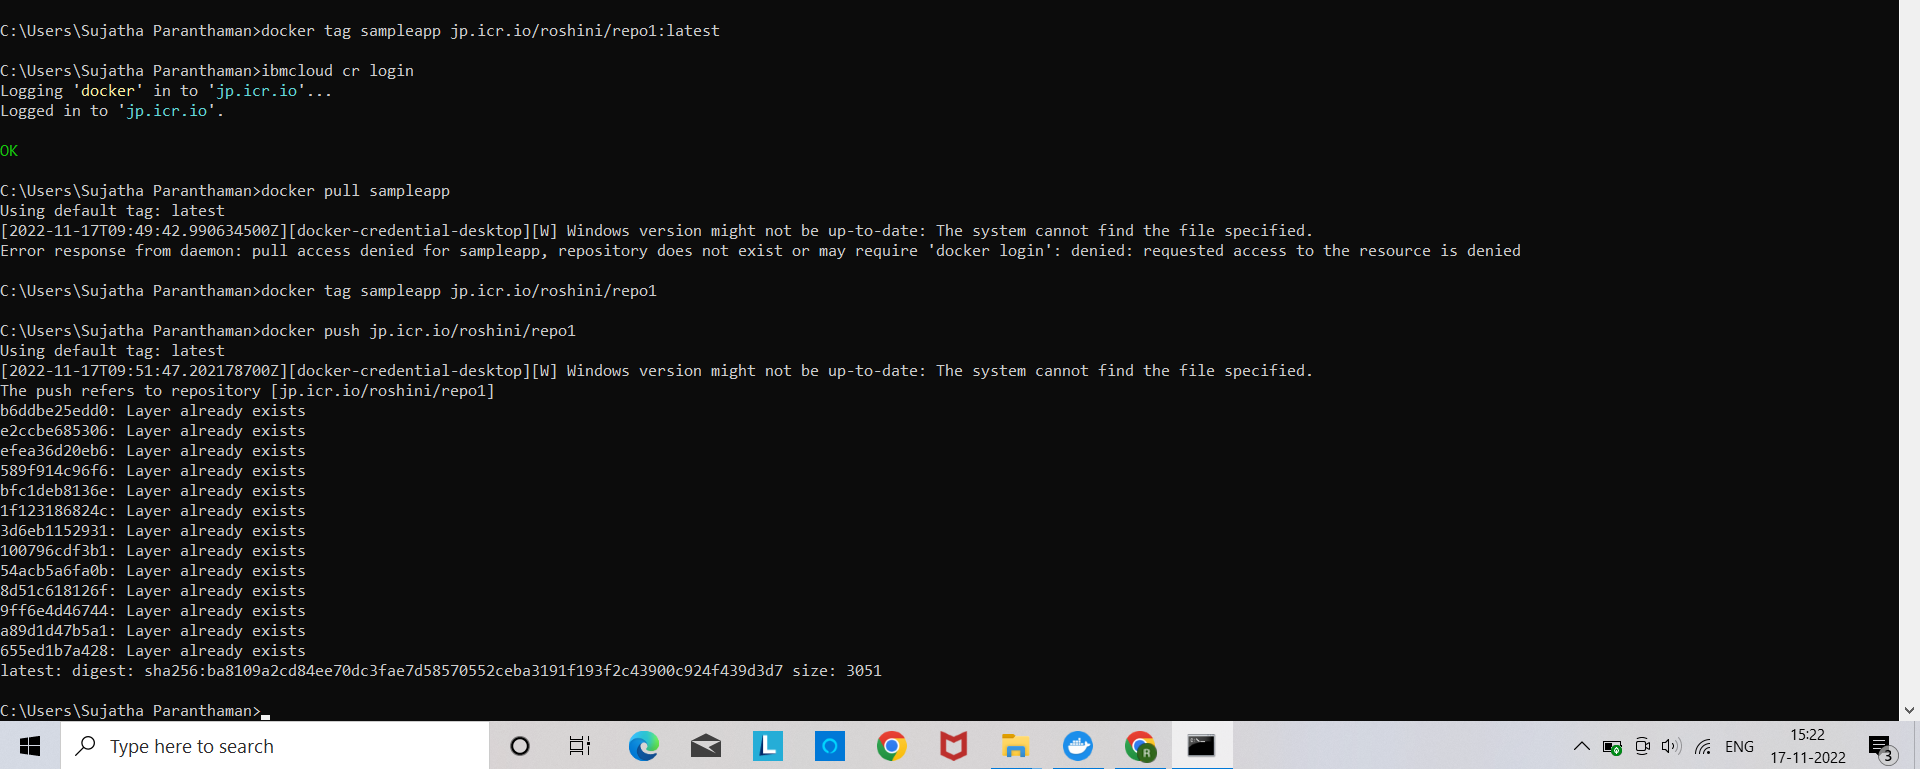 C:\Users\Sujatha Paranthaman>docker tag sampleapp jp.icr.io/roshini/repo1:latest
C:\Users\Sujatha Paranthaman>ibmcloud cr login
Logging 'docker' in to 'jp.icr.io'...
Logged in to 'jp.icr.io'.
OK
C:\Users\Sujatha Paranthaman>docker pull sampleapp
Using default tag: latest
[2022-11-17T09:49:42.990634500Z][docker-credential-desktop][W] Windows version might not be up-to-date: The system cannot find the file specified.
Error response from daemon: pull access denied for sampleapp, repository does not exist or may require 'docker login': denied: requested access to the resource is denied
C:\Users\Sujatha Paranthaman>docker tag sampleapp jp.icr.io/roshini/repo1
C:\Users\Sujatha Paranthaman>docker push jp.icr.io/roshini/repo1
Using default tag: latest
[2022-11-17T09:51:47.202178700Z][docker-credential-desktop][W] Windows version might not be up-to-date: The system cannot find the file specified.
The push refers to repository [jp.icr.io/roshini/repo1]
b6ddbe25edd0: Layer already exists
e2ccbe685306: Layer already exists
efea36d20eb6: Layer already exists
589f914c96f6: Layer already exists
bfc1deb8136e: Layer already exists
1f123186824c: Layer already exists
3d6eb1152931: Layer already exists
100796cdf3b1: Layer already exists
54acb5a6fa0b: Layer already exists
8d51c618126f: Layer already exists
9ff6e4d46744: Layer already exists
a89d1d47b5a1: Layer already exists
655ed1b7a428: Layer already exists
latest: digest: sha256:ba8109a2cd84ee70dc3fae7d58570552ceba3191f193f2c43900c924f439d3d7 size: 3051
C:\Users\Sujatha Paranthaman>
Type here to search
L
R
ENG
15:22
17-11-2022
3